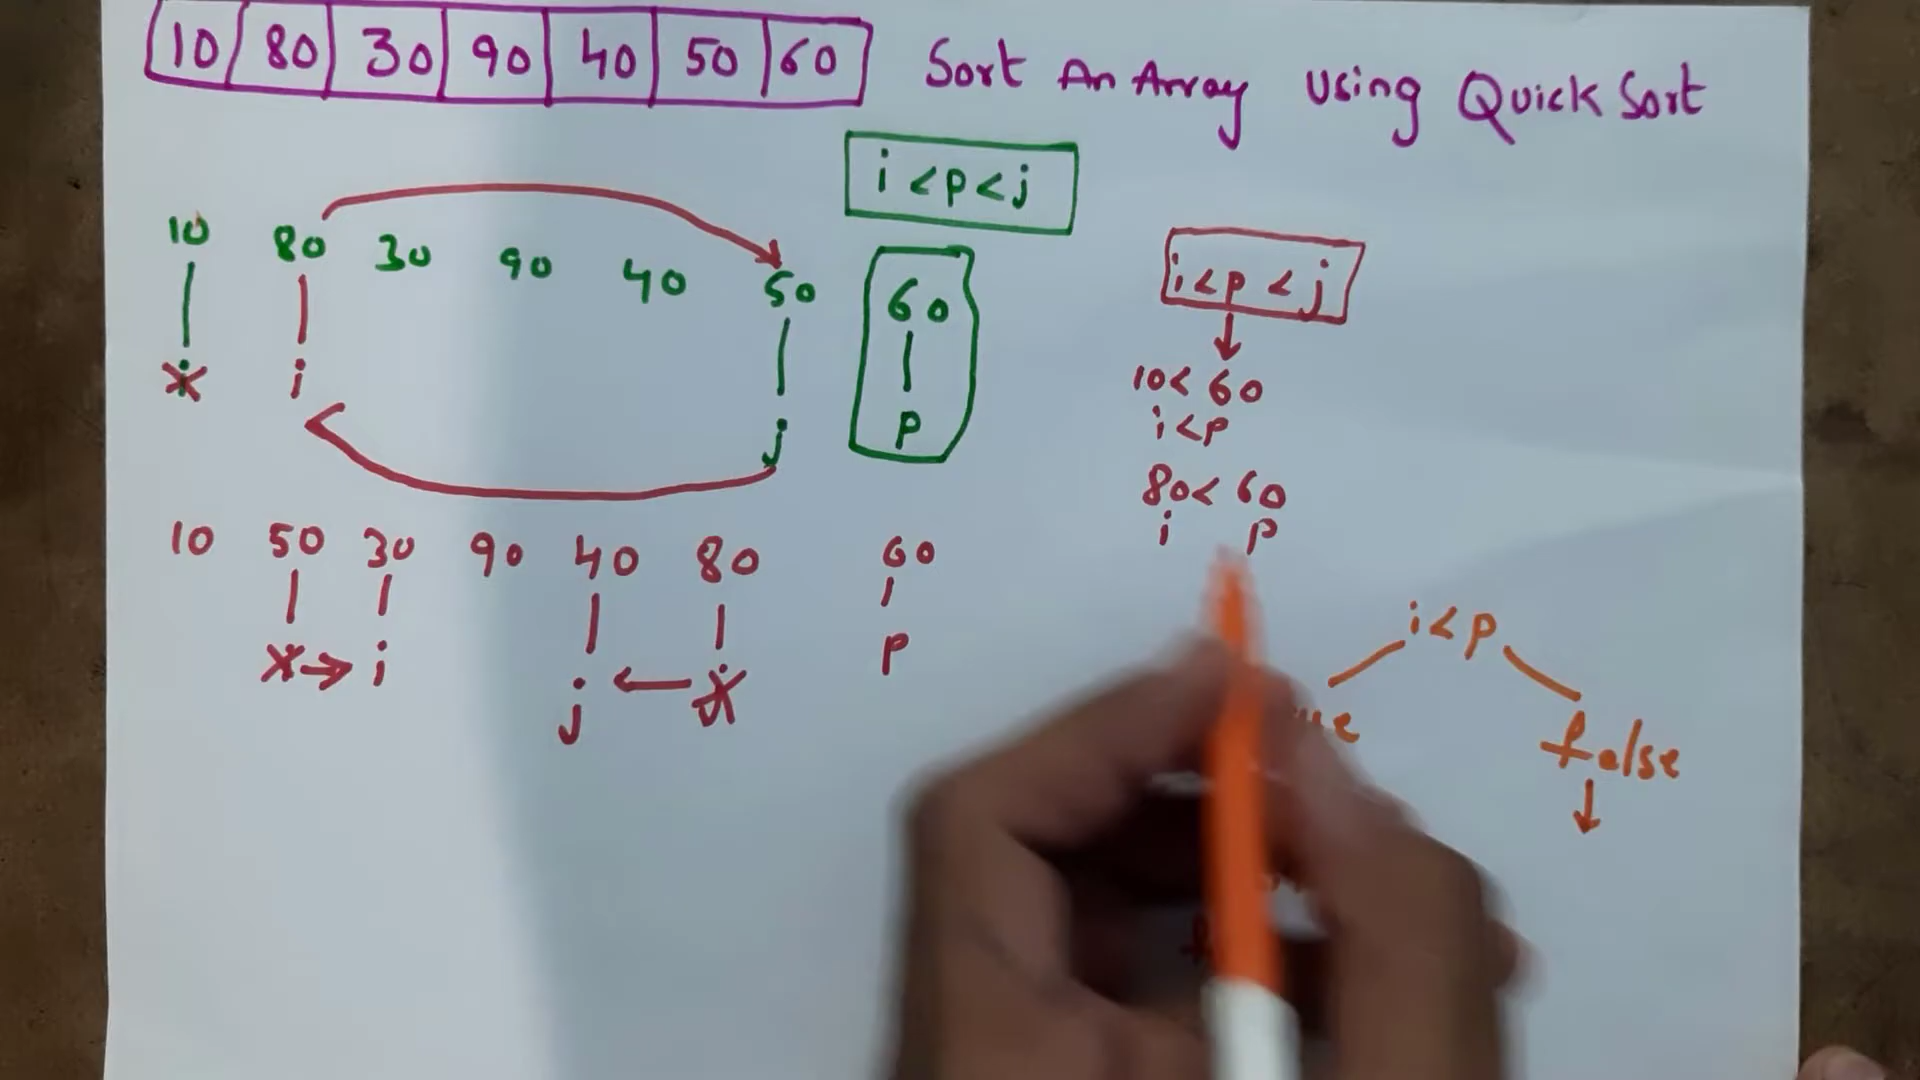 10 80 30 90 40 50 60 Sort An Array Using Quick Sort
i < p < j
10 80 30 90 40 50 60
i j p
i < p < j
10 < 60
i < p
80 < 60
i p
10 50 30 90 40 80 60
i j p
i < p
false